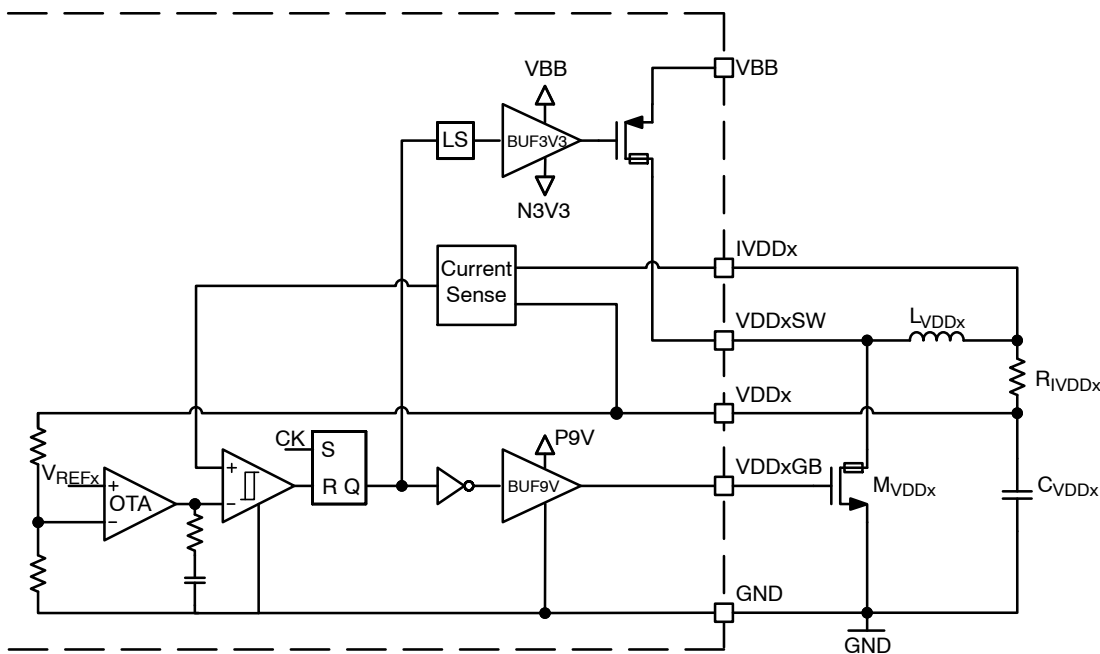 VBB
VBB
LS
BUF3V3
N3V3
IVDDx
Current
Sense
VDDxSW
LVDDx
RIVDDx
VDDx
CK
S
R Q
P9V
BUF9V
VDDxGB
MVDDx
CVDDx
VREFx
+
OTA
−
+
−
GND
GND